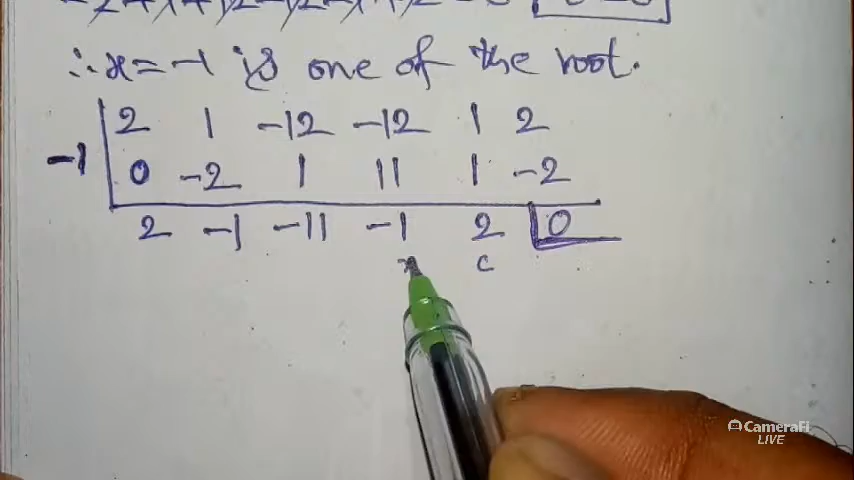 ∴ x = -1 is one of the root.
2 1 -12 -12 1 2
-1 0 -2 1 11 1 -2
2 -1 -11 -1 2 0
x c
CameraFi
LIVE